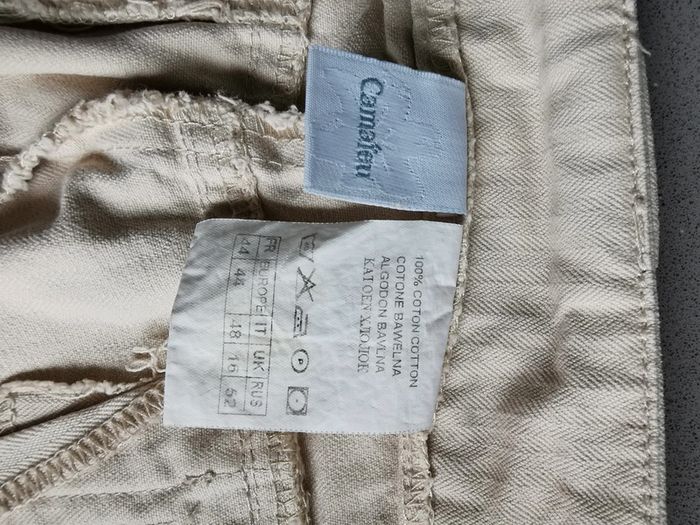 Camaïeu
100% COTON COTTON
COTONE BAWELNA
ALGODON BAVLNA
KATOEN ХЛОПОК
FR EUROPE IT UK RUS
44 44 48 16 52